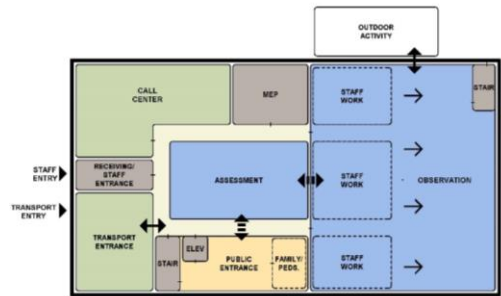 OUTDOOR
ACTIVITY
CALL
CENTER
MEP
STAFF
WORK
STAIR
STAFF
ENTRY
RECEIVING/
STAFF
ENTRANCE
ASSESSMENT
STAFF
WORK
OBSERVATION
TRANSPORT
ENTRY
TRANSPORT
ENTRANCE
STAIR
ELEV
PUBLIC
ENTRANCE
FAMILY/
PEDS.
STAFF
WORK